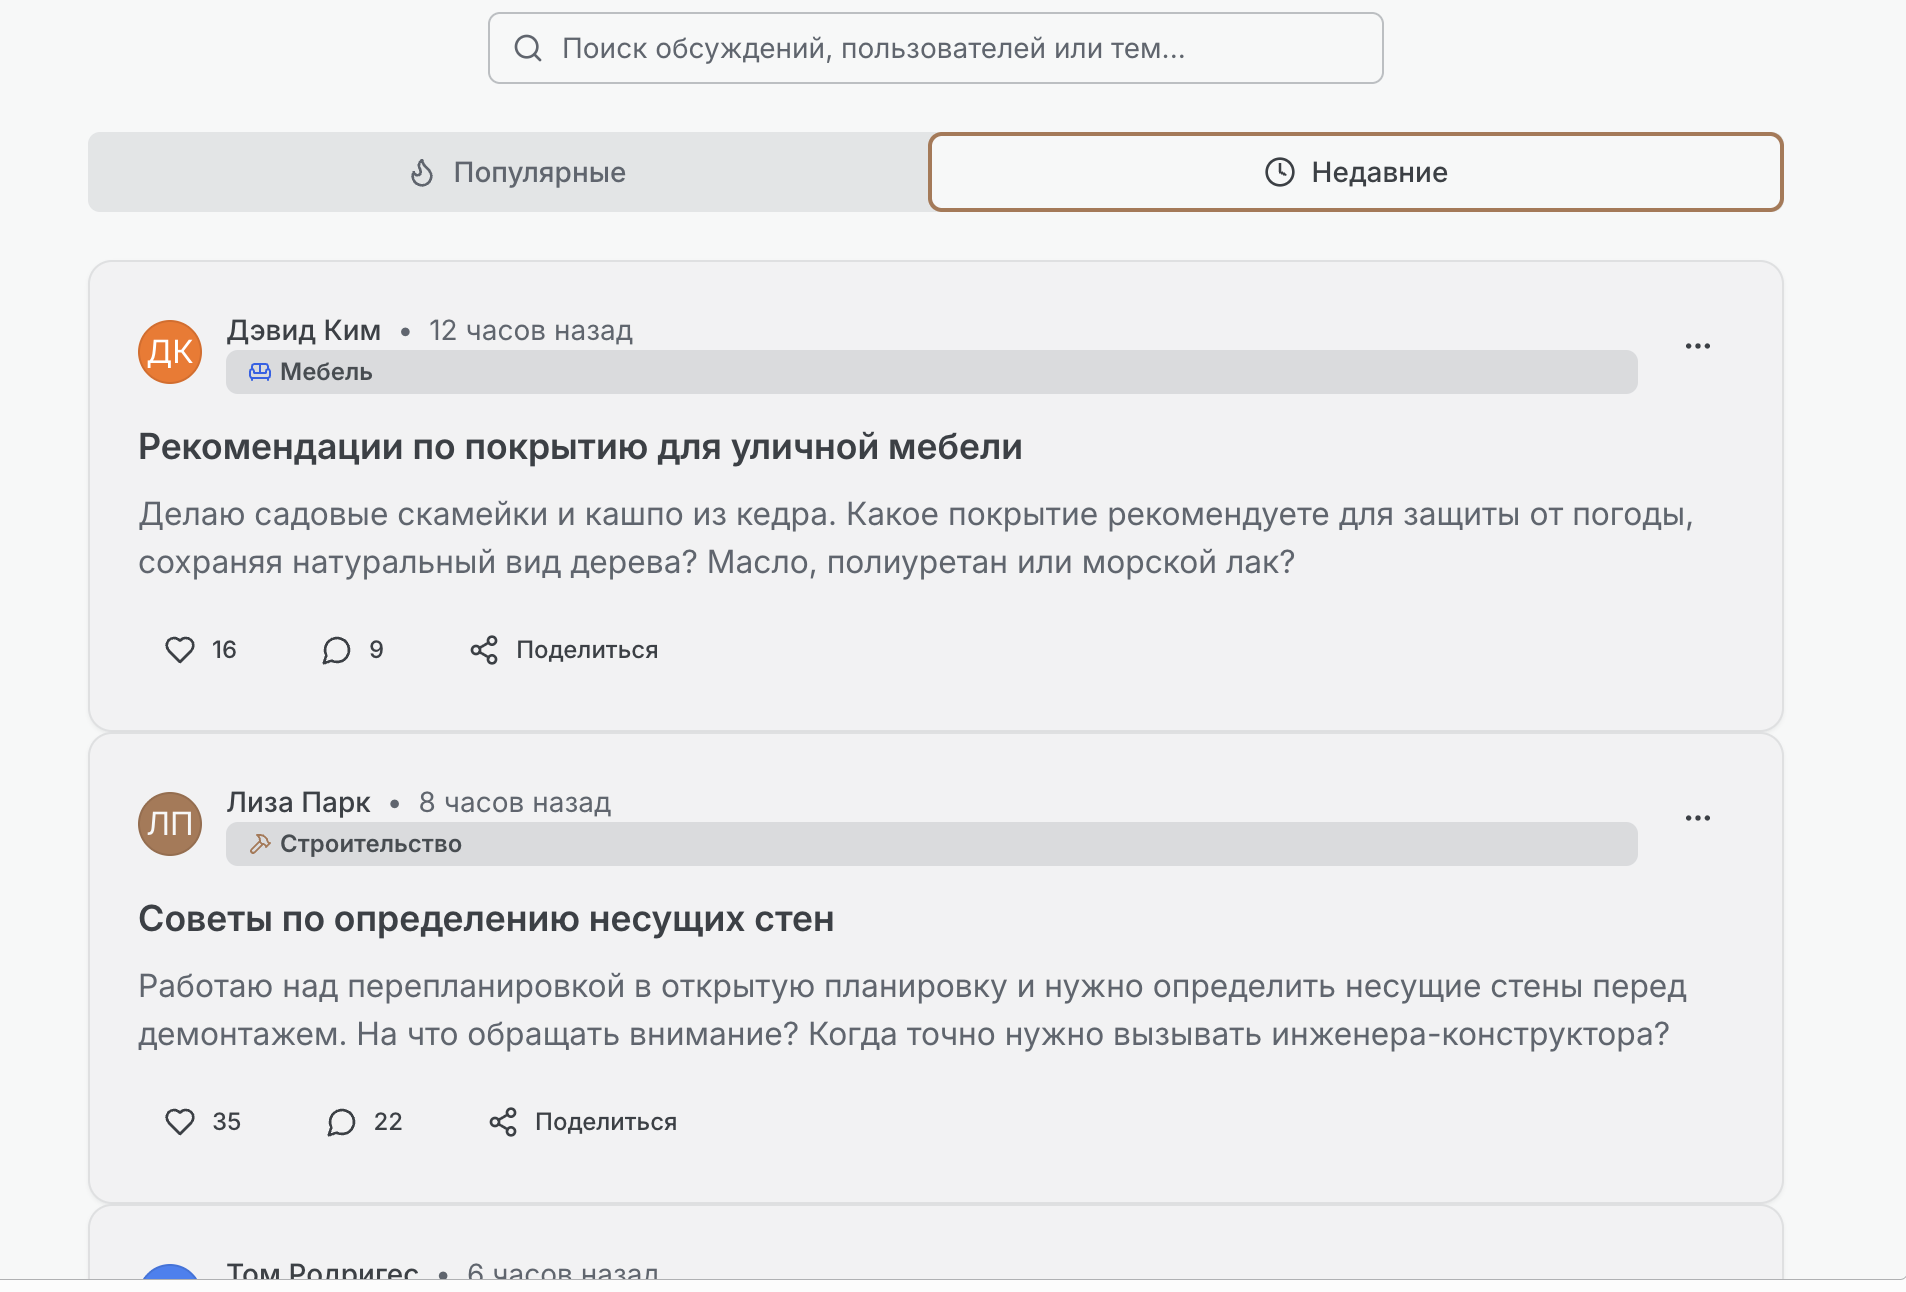 Поиск обсуждений, пользователей или тем...
Популярные
Недавние
ДК
Дэвид Ким • 12 часов назад
Мебель
Рекомендации по покрытию для уличной мебели
Делаю садовые скамейки и кашпо из кедра. Какое покрытие рекомендуете для защиты от погоды,
сохраняя натуральный вид дерева? Масло, полиуретан или морской лак?
16
9
Поделиться
ЛП
Лиза Парк • 8 часов назад
Строительство
Советы по определению несущих стен
Работаю над перепланировкой в открытую планировку и нужно определить несущие стены перед
демонтажем. На что обращать внимание? Когда точно нужно вызывать инженера-конструктора?
35
22
Поделиться
Том Родригес • 6 часов назад